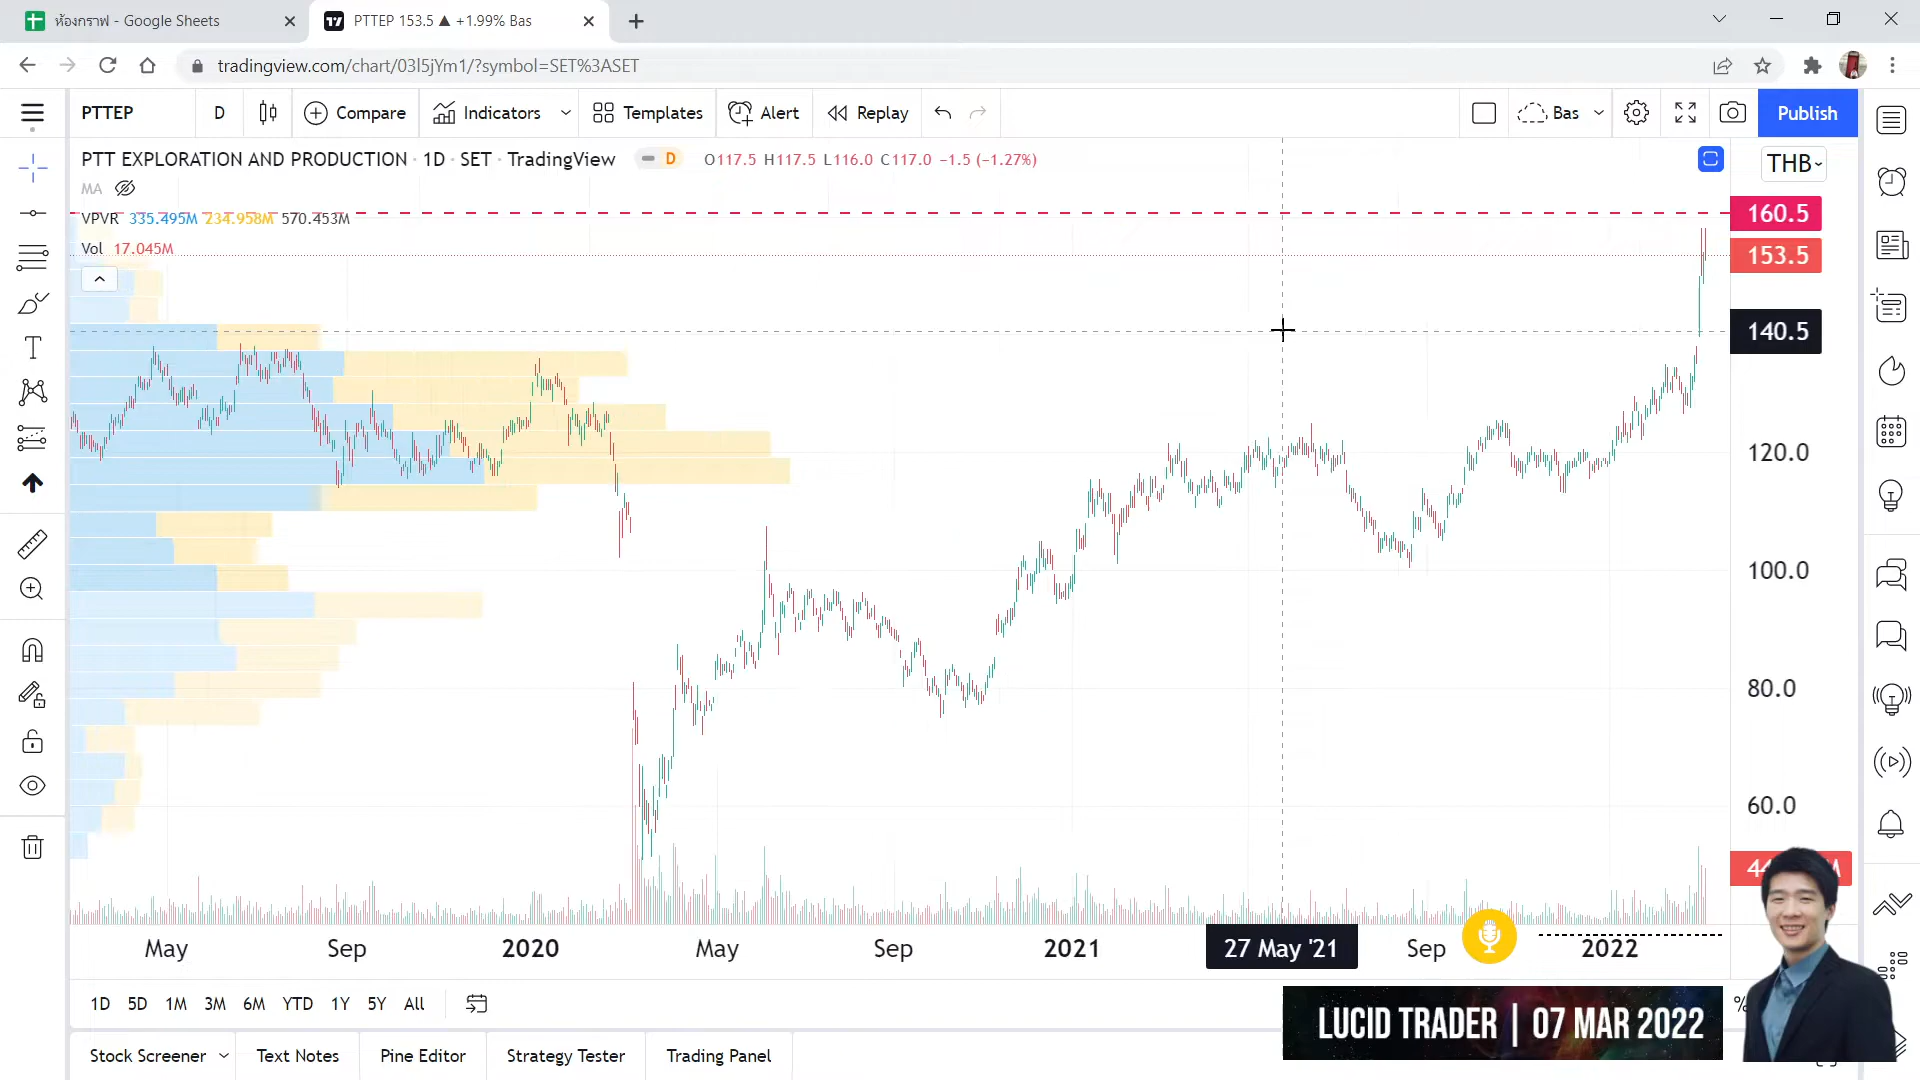 ห้องกราฟ - Google Sheets
PTTEP 153.5 ▲ +1.99% Bas
tradingview.com/chart/03l5jYm1/?symbol=SET%3ASET
PTTEP
D
Compare
Indicators
Templates
Alert
Replay
Bas
Publish
PTT EXPLORATION AND PRODUCTION · 1D · SET · TradingView
D
O117.5 H117.5 L116.0 C117.0 −1.5 (−1.27%)
THB
MA
VPVR 335.495M 234.958M 570.453M
Vol 17.045M
160.5
153.5
140.5
120.0
100.0
80.0
60.0
May
Sep
2020
May
Sep
2021
27 May '21
Sep
2022
1D 5D 1M 3M 6M YTD 1Y 5Y All
%
LUCID TRADER | 07 MAR 2022
Stock Screener
Text Notes
Pine Editor
Strategy Tester
Trading Panel